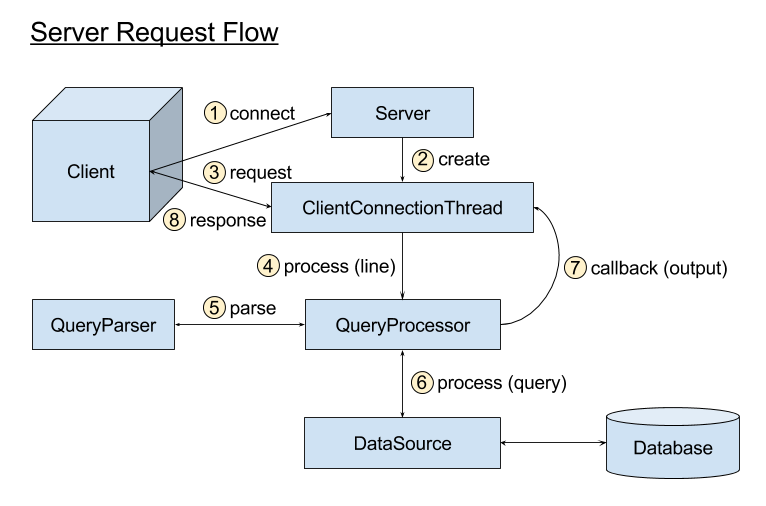 Server Request Flow
1 connect
Server
2 create
Client
3 request
8 response
ClientConnectionThread
4 process (line)
7 callback (output)
5 parse
QueryParser
QueryProcessor
6 process (query)
DataSource
Database